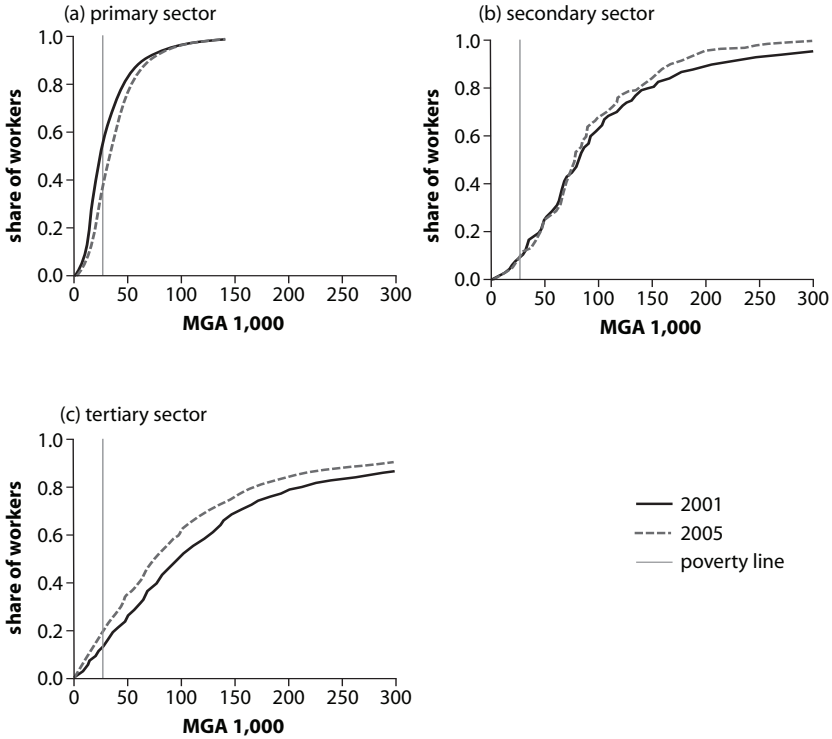 (a) primary sector
1.0
0.8
0.6
0.4
0.2
0.0
share of workers
0 50 100 150 200 250 300
MGA 1,000
(b) secondary sector
1.0
0.8
0.6
0.4
0.2
0.0
share of workers
0 50 100 150 200 250 300
MGA 1,000
(c) tertiary sector
1.0
0.8
0.6
0.4
0.2
0.0
share of workers
0 50 100 150 200 250 300
MGA 1,000
2001
2005
poverty line